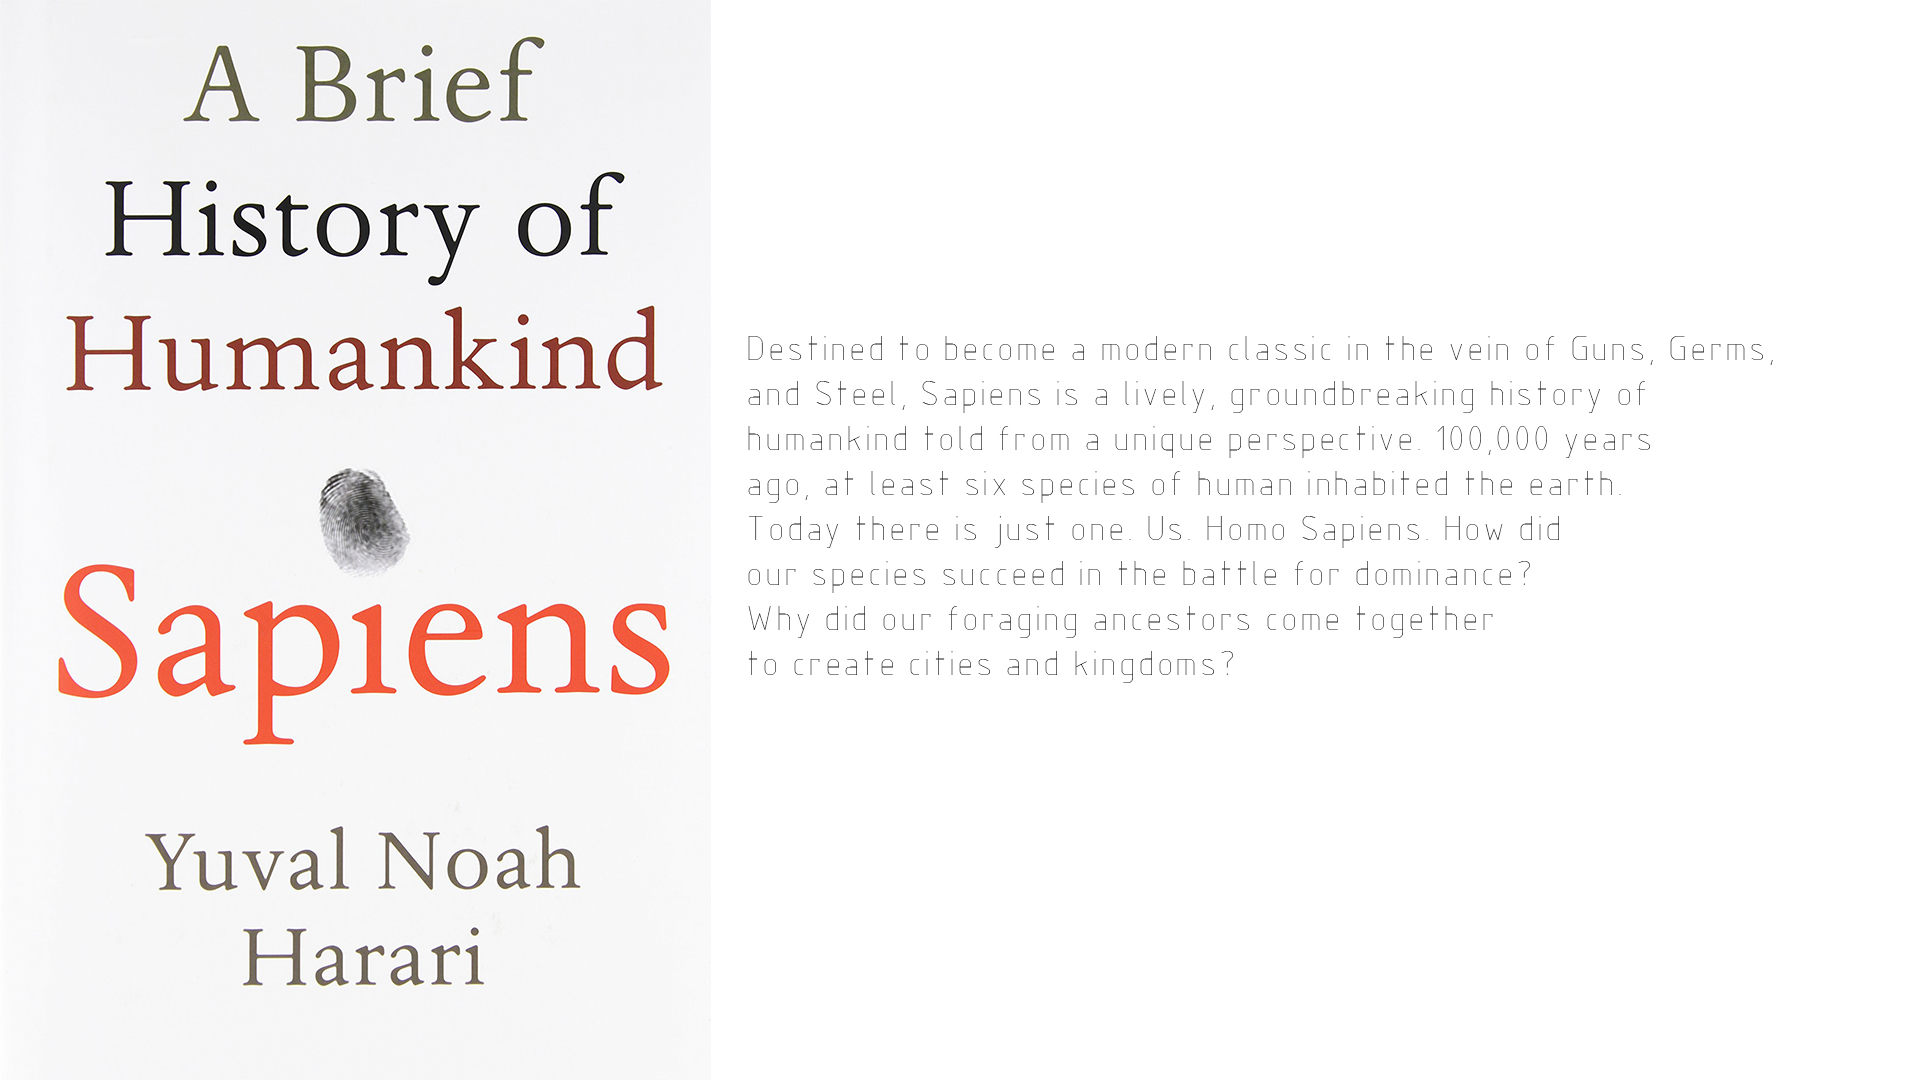 A Brief
History of
Humankind
Sapiens
Yuval Noah
Harari
Destined to become a modern classic in the vein of Guns, Germs,
and Steel, Sapiens is a lively, groundbreaking history of
humankind told from a unique perspective. 100,000 years
ago, at least six species of human inhabited the earth.
Today there is just one. Us. Homo Sapiens. How did
our species succeed in the battle for dominance?
Why did our foraging ancestors come together
to create cities and kingdoms?